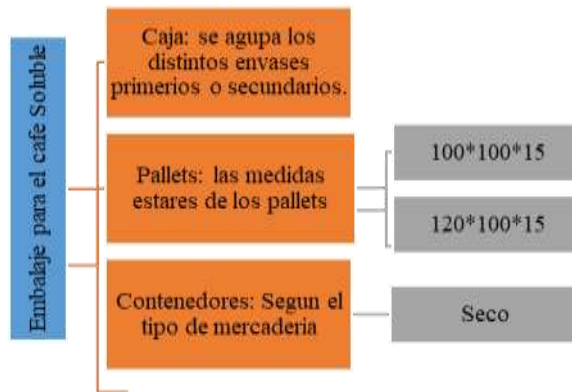 Embalaje para el cafe Soluble
Caja: se agupa los
distintos envases
primerios o secundarios.
Pallets: las medidas
estares de los pallets
100*100*15
120*100*15
Contenedores: Segun el
tipo de mercaderia
Seco